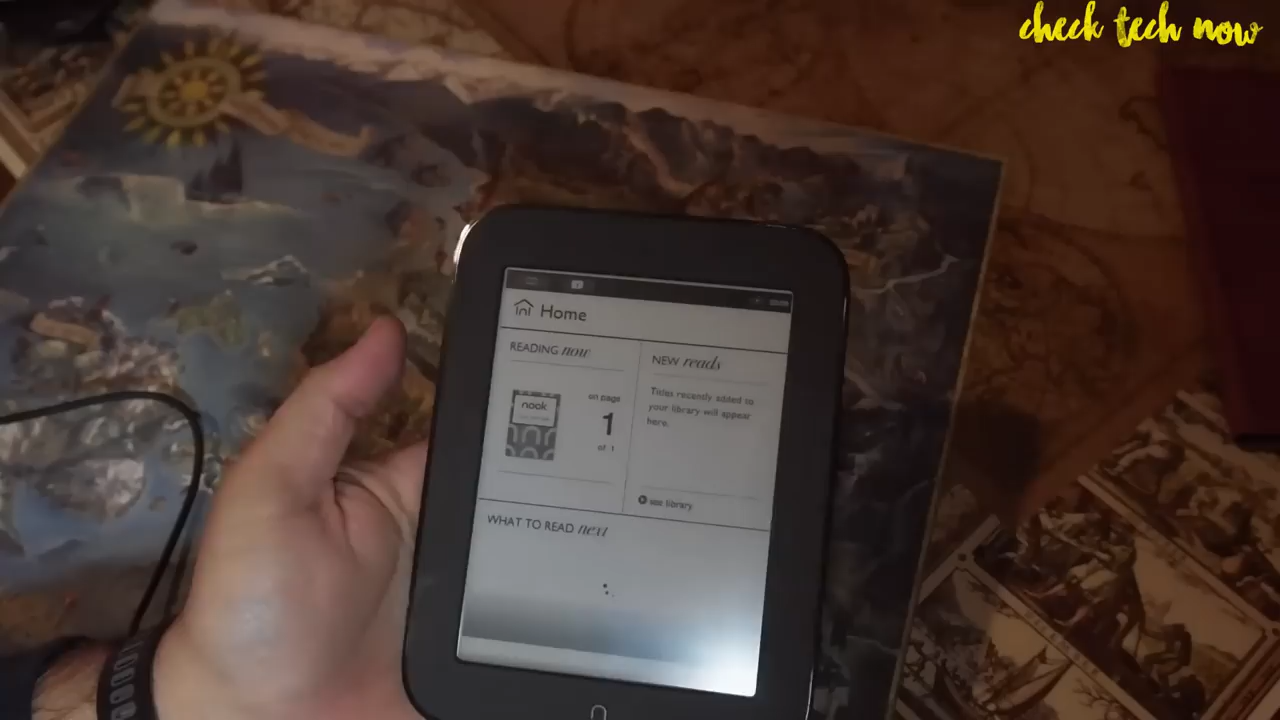 check tech now
Home
READING now
nook
on page
1
of 1
NEW reads
Titles recently added to
your library will appear
here.
see library
WHAT TO READ next